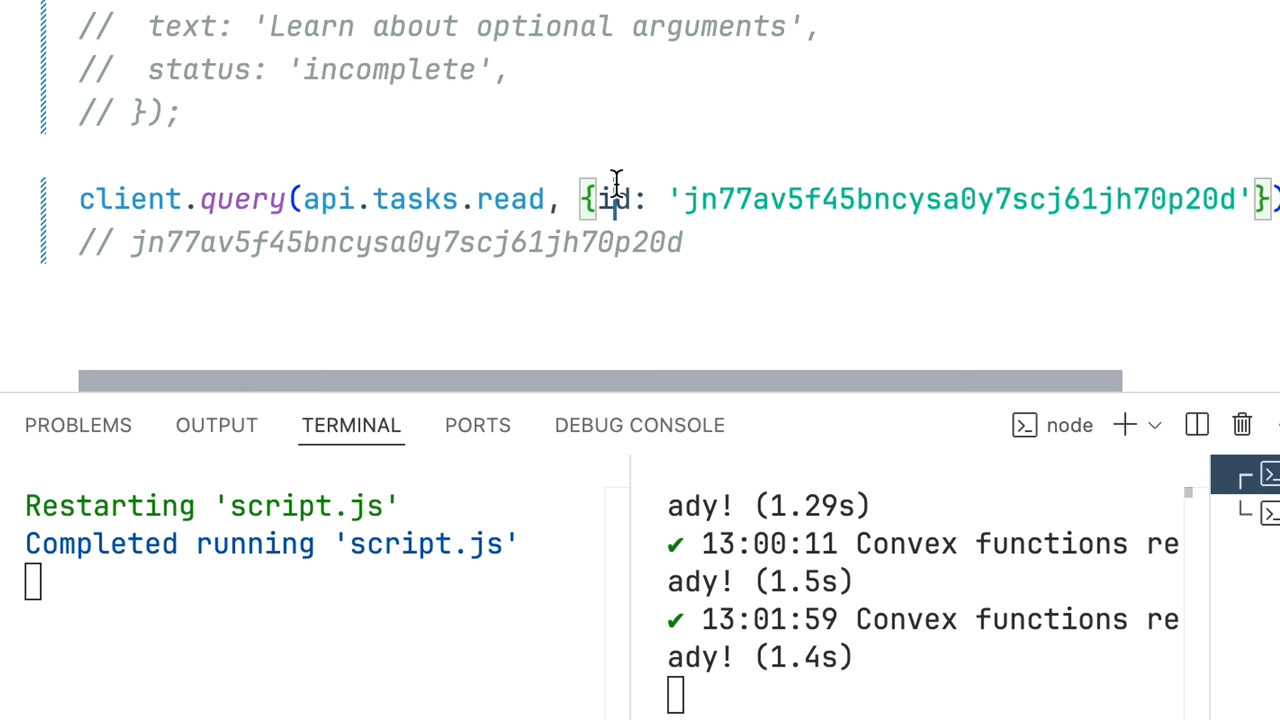 //  text: 'Learn about optional arguments',
//  status: 'incomplete',
// });
client.query(api.tasks.read, {id: 'jn77av5f45bncysa0y7scj61jh70p20d'})
// jn77av5f45bncysa0y7scj61jh70p20d
PROBLEMS OUTPUT TERMINAL PORTS DEBUG CONSOLE node
Restarting 'script.js'
Completed running 'script.js'
ady! (1.29s)
✔ 13:00:11 Convex functions re
ady! (1.5s)
✔ 13:01:59 Convex functions re
ady! (1.4s)